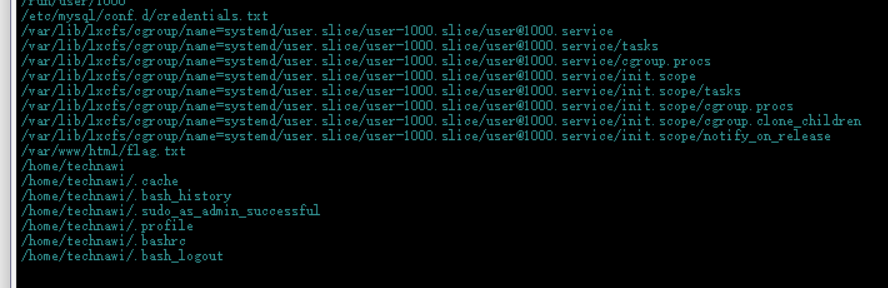 /run/user/1000
/etc/mysql/conf.d/credentials.txt
/var/lib/lxcfs/cgroup/name=systemd/user.slice/user-1000.slice/user@1000.service
/var/lib/lxcfs/cgroup/name=systemd/user.slice/user-1000.slice/user@1000.service/tasks
/var/lib/lxcfs/cgroup/name=systemd/user.slice/user-1000.slice/user@1000.service/cgroup.procs
/var/lib/lxcfs/cgroup/name=systemd/user.slice/user-1000.slice/user@1000.service/init.scope
/var/lib/lxcfs/cgroup/name=systemd/user.slice/user-1000.slice/user@1000.service/init.scope/tasks
/var/lib/lxcfs/cgroup/name=systemd/user.slice/user-1000.slice/user@1000.service/init.scope/cgroup.procs
/var/lib/lxcfs/cgroup/name=systemd/user.slice/user-1000.slice/user@1000.service/init.scope/cgroup.clone_children
/var/lib/lxcfs/cgroup/name=systemd/user.slice/user-1000.slice/user@1000.service/init.scope/notify_on_release
/var/www/html/flag.txt
/home/technawi
/home/technawi/.cache
/home/technawi/.bash_history
/home/technawi/.sudo_as_admin_successful
/home/technawi/.profile
/home/technawi/.bashrc
/home/technawi/.bash_logout